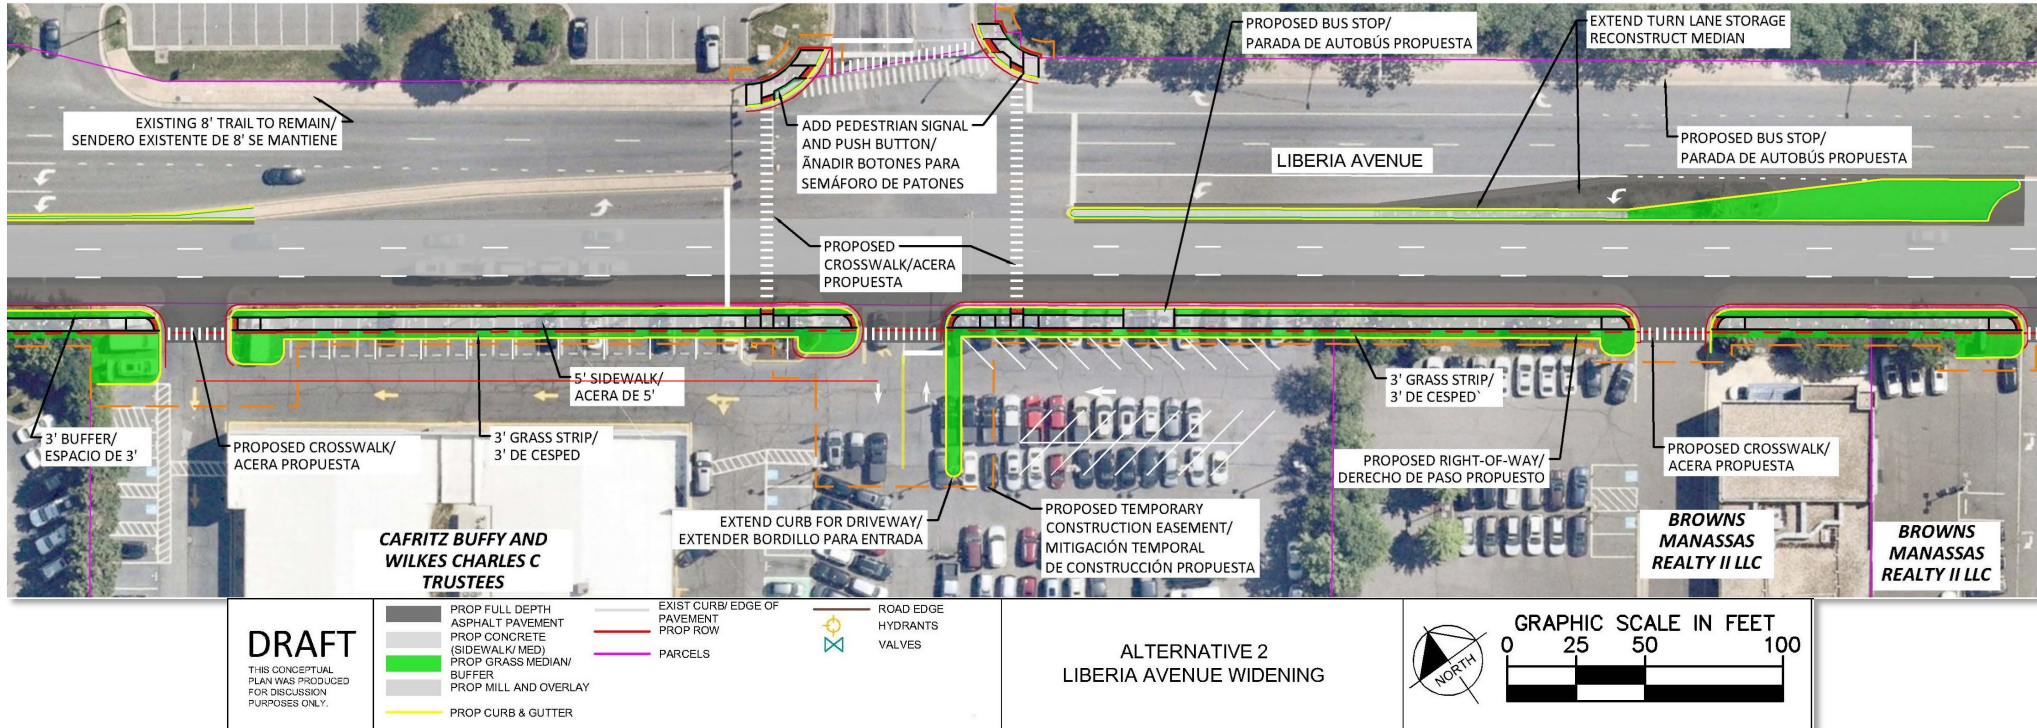 PROPOSED BUS STOP/
PARADA DE AUTOBÚS PROPUESTA
EXTEND TURN LANE STORAGE
RECONSTRUCT MEDIAN
EXISTING 8' TRAIL TO REMAIN/
SENDERO EXISTENTE DE 8' SE MANTIENE
ADD PEDESTRIAN SIGNAL
AND PUSH BUTTON/
ÃNADIR BOTONES PARA
SEMÁFORO DE PATONES
LIBERIA AVENUE
PROPOSED BUS STOP/
PARADA DE AUTOBÚS PROPUESTA
PROPOSED
CROSSWALK/ACERA
PROPUESTA
3' BUFFER/
ESPACIO DE 3'
PROPOSED CROSSWALK/
ACERA PROPUESTA
3' GRASS STRIP/
3' DE CESPED
5' SIDEWALK/
ACERA DE 5'
3' GRASS STRIP/
3' DE CESPED`
PROPOSED RIGHT-OF-WAY/
DERECHO DE PASO PROPUESTO
PROPOSED CROSSWALK/
ACERA PROPUESTA
EXTEND CURB FOR DRIVEWAY/
EXTENDER BORDILLO PARA ENTRADA
PROPOSED TEMPORARY
CONSTRUCTION EASEMENT/
MITIGACIÓN TEMPORAL
DE CONSTRUCCIÓN PROPUESTA
CAFRITZ BUFFY AND
WILKES CHARLES C
TRUSTEES
BROWNS
MANASSAS
REALTY II LLC
BROWNS
MANASSAS
REALTY II LLC
DRAFT
THIS CONCEPTUAL
PLAN WAS PRODUCED
FOR DISCUSSION
PURPOSES ONLY.
PROP FULL DEPTH
ASPHALT PAVEMENT
PROP CONCRETE
(SIDEWALK/ MED)
PROP GRASS MEDIAN/
BUFFER
PROP MILL AND OVERLAY
PROP CURB & GUTTER
EXIST CURB/ EDGE OF
PAVEMENT
PROP ROW
PARCELS
ROAD EDGE
HYDRANTS
VALVES
ALTERNATIVE 2
LIBERIA AVENUE WIDENING
NORTH
GRAPHIC SCALE IN FEET
0 25 50 100